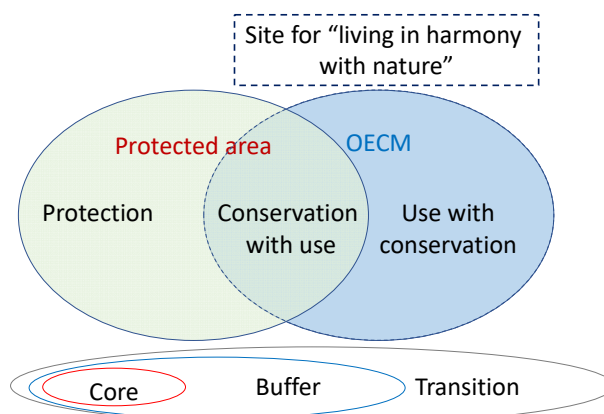 Site for “living in harmony
with nature”
Protected area
OECM
Protection
Conservation
with use
Use with
conservation
Core
Buffer
Transition